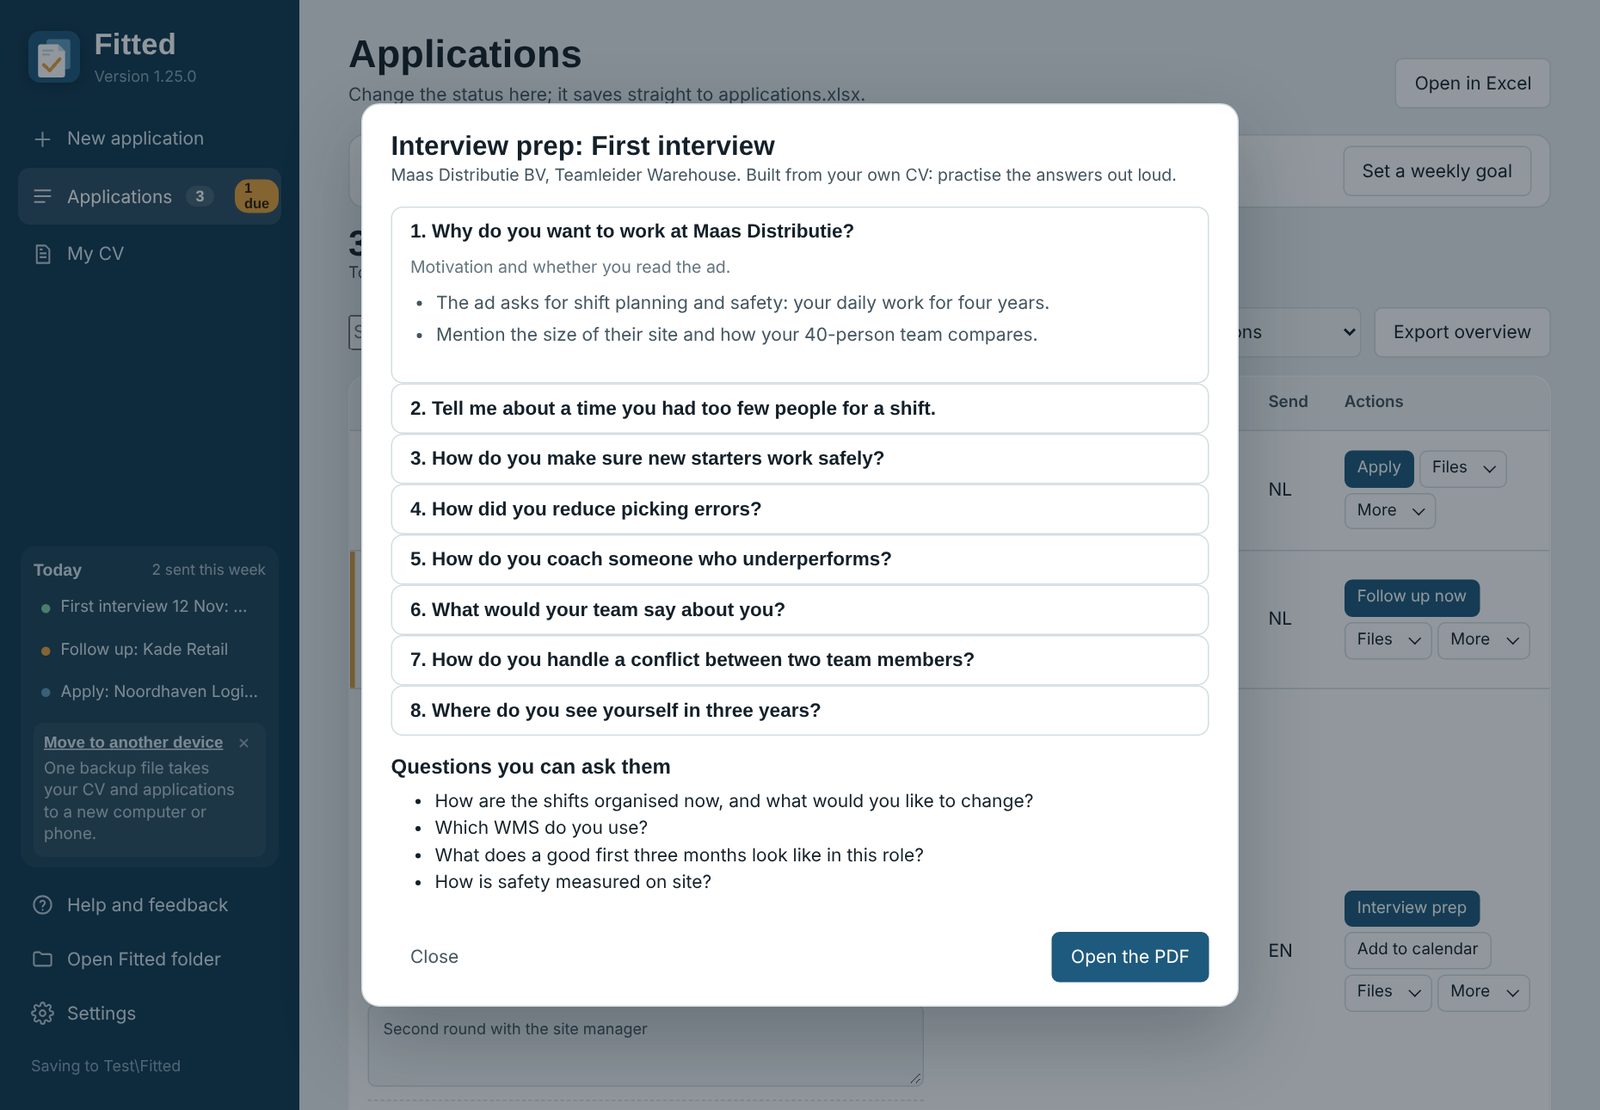 Fitted
Version 1.25.0
New application
Applications 3 1 due
My CV
Today 2 sent this week
First interview 12 Nov: ...
Follow up: Kade Retail
Apply: Noordhaven Logi...
Move to another device ×
One backup file takes
your CV and applications
to a new computer or
phone.
Help and feedback
Open Fitted folder
Settings
Saving to Test\Fitted
Applications
Change the status here; it saves straight to applications.xlsx.
Open in Excel
Set a weekly goal
Export overview
Send Actions
NL
Apply Files
More
NL
Follow up now
Files More
EN
Interview prep
Add to calendar
Files More
Second round with the site manager
Interview prep: First interview
Maas Distributie BV, Teamleider Warehouse. Built from your own CV: practise the answers out loud.
1. Why do you want to work at Maas Distributie?
Motivation and whether you read the ad.
• The ad asks for shift planning and safety: your daily work for four years.
• Mention the size of their site and how your 40-person team compares.
2. Tell me about a time you had too few people for a shift.
3. How do you make sure new starters work safely?
4. How did you reduce picking errors?
5. How do you coach someone who underperforms?
6. What would your team say about you?
7. How do you handle a conflict between two team members?
8. Where do you see yourself in three years?
Questions you can ask them
• How are the shifts organised now, and what would you like to change?
• Which WMS do you use?
• What does a good first three months look like in this role?
• How is safety measured on site?
Close
Open the PDF